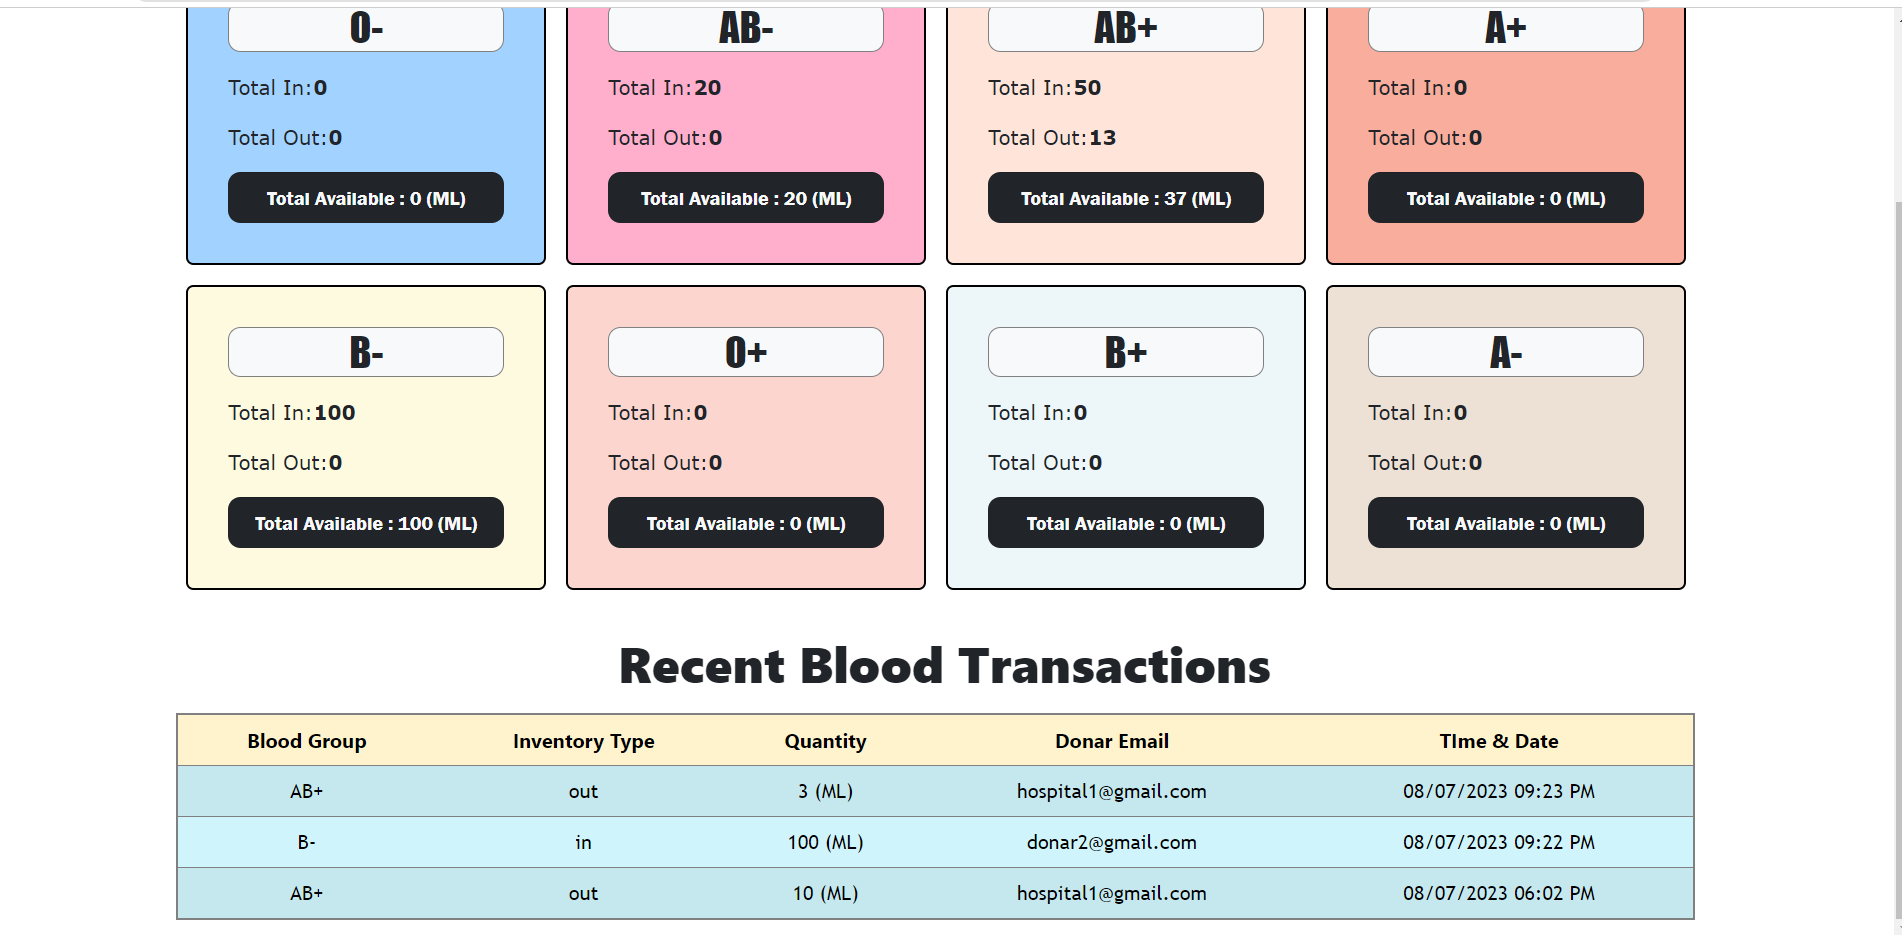 O- AB- AB+ A+
Total In:0 Total In:20 Total In:50 Total In:0
Total Out:0 Total Out:0 Total Out:13 Total Out:0
Total Available : 0 (ML) Total Available : 20 (ML) Total Available : 37 (ML) Total Available : 0 (ML)
B- O+ B+ A-
Total In:100 Total In:0 Total In:0 Total In:0
Total Out:0 Total Out:0 Total Out:0 Total Out:0
Total Available : 100 (ML) Total Available : 0 (ML) Total Available : 0 (ML) Total Available : 0 (ML)
Recent Blood Transactions
Blood Group Inventory Type Quantity Donar Email TIme & Date
AB+ out 3 (ML) hospital1@gmail.com 08/07/2023 09:23 PM
B- in 100 (ML) donar2@gmail.com 08/07/2023 09:22 PM
AB+ out 10 (ML) hospital1@gmail.com 08/07/2023 06:02 PM